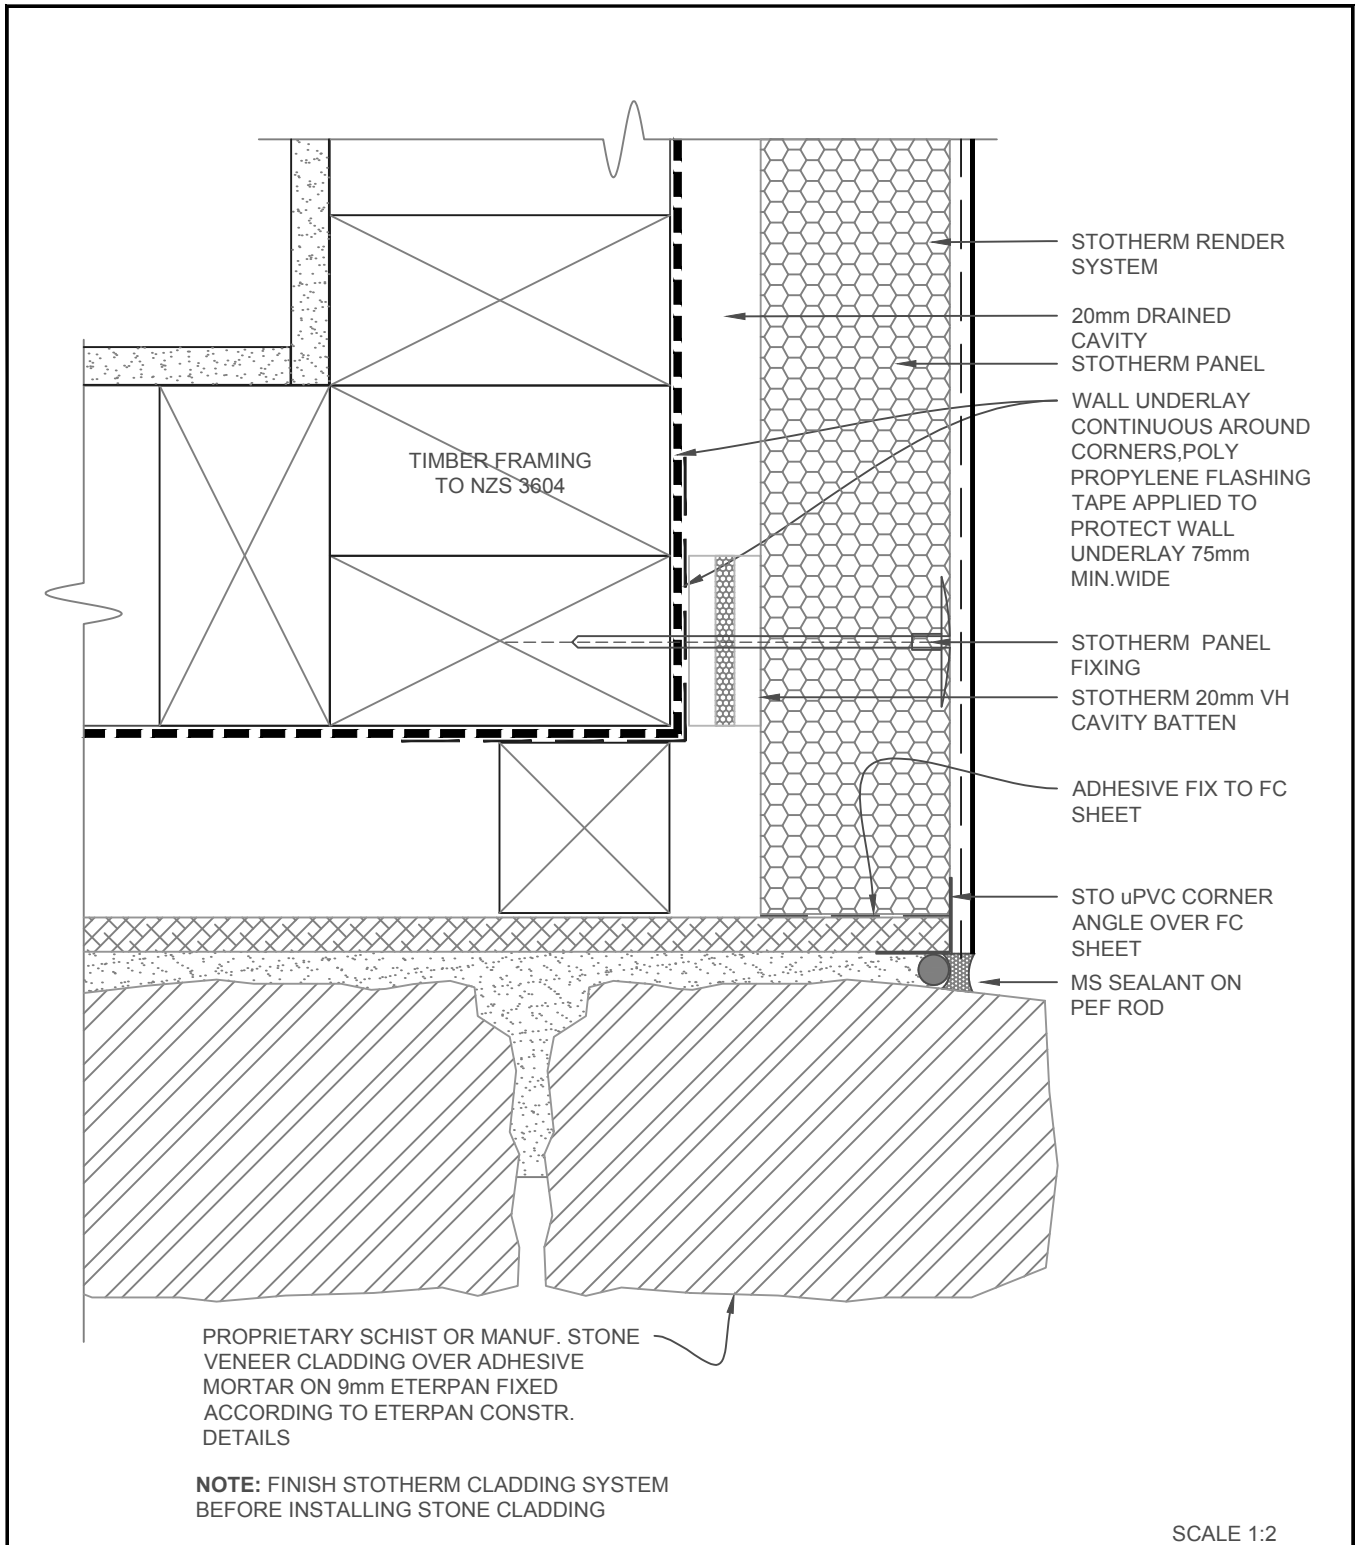 STOTHERM RENDER
SYSTEM
20mm DRAINED
CAVITY
STOTHERM PANEL
WALL UNDERLAY
CONTINUOUS AROUND
CORNERS,POLY
PROPYLENE FLASHING
TAPE APPLIED TO
PROTECT WALL
UNDERLAY 75mm
MIN.WIDE
TIMBER FRAMING
TO NZS 3604
STOTHERM PANEL
FIXING
STOTHERM 20mm VH
CAVITY BATTEN
ADHESIVE FIX TO FC
SHEET
STO uPVC CORNER
ANGLE OVER FC
SHEET
MS SEALANT ON
PEF ROD
PROPRIETARY SCHIST OR MANUF. STONE
VENEER CLADDING OVER ADHESIVE
MORTAR ON 9mm ETERPAN FIXED
ACCORDING TO ETERPAN CONSTR.
DETAILS
NOTE: FINISH STOTHERM CLADDING SYSTEM
BEFORE INSTALLING STONE CLADDING
SCALE 1:2